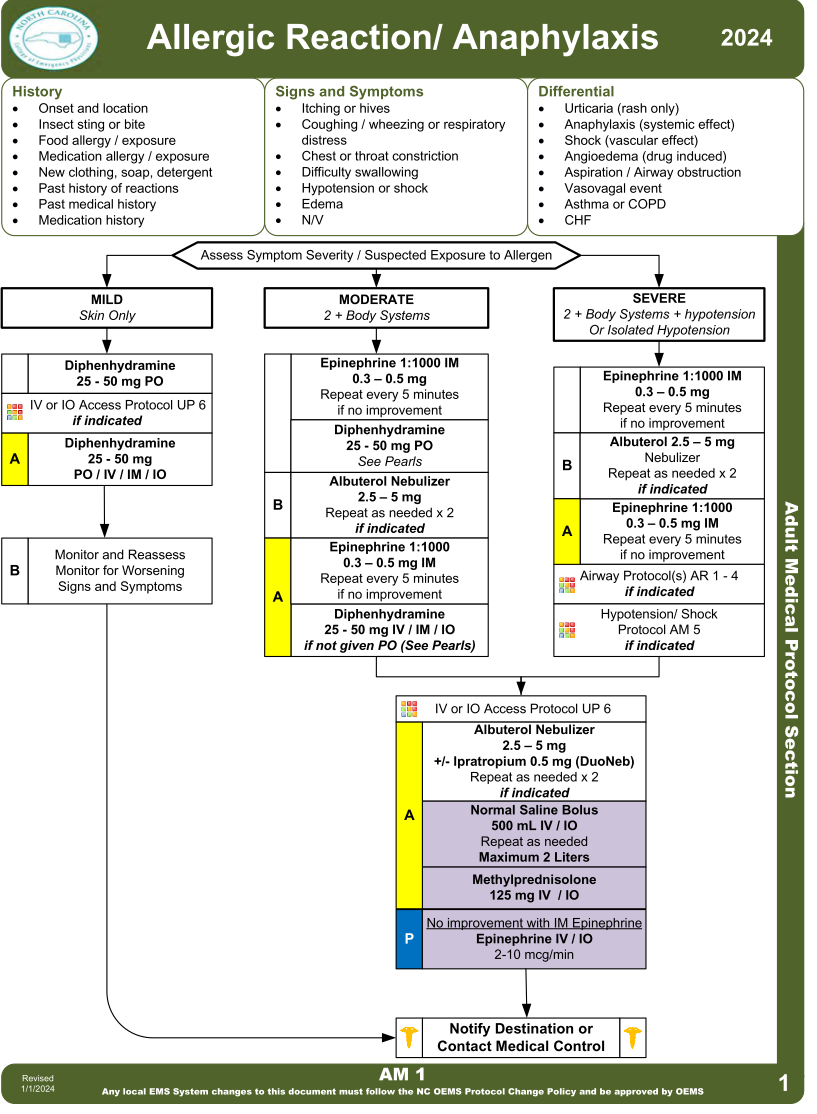 NORTH CAROLINA
College of Emergency Physicians
Allergic Reaction/ Anaphylaxis
2024
History
• Onset and location
• Insect sting or bite
• Food allergy / exposure
• Medication allergy / exposure
• New clothing, soap, detergent
• Past history of reactions
• Past medical history
• Medication history
Signs and Symptoms
• Itching or hives
• Coughing / wheezing or respiratory
distress
• Chest or throat constriction
• Difficulty swallowing
• Hypotension or shock
• Edema
• N/V
Differential
• Urticaria (rash only)
• Anaphylaxis (systemic effect)
• Shock (vascular effect)
• Angioedema (drug induced)
• Aspiration / Airway obstruction
• Vasovagal event
• Asthma or COPD
• CHF
Assess Symptom Severity / Suspected Exposure to Allergen
MILD
Skin Only
Diphenhydramine
25 - 50 mg PO
IV or IO Access Protocol UP 6
if indicated
A
Diphenhydramine
25 - 50 mg
PO / IV / IM / IO
B
Monitor and Reassess
Monitor for Worsening
Signs and Symptoms
MODERATE
2 + Body Systems
Epinephrine 1:1000 IM
0.3 – 0.5 mg
Repeat every 5 minutes
if no improvement
Diphenhydramine
25 - 50 mg PO
See Pearls
B
Albuterol Nebulizer
2.5 – 5 mg
Repeat as needed x 2
if indicated
A
Epinephrine 1:1000
0.3 – 0.5 mg IM
Repeat every 5 minutes
if no improvement
Diphenhydramine
25 - 50 mg IV / IM / IO
if not given PO (See Pearls)
SEVERE
2 + Body Systems + hypotension
Or Isolated Hypotension
Epinephrine 1:1000 IM
0.3 – 0.5 mg
Repeat every 5 minutes
if no improvement
B
Albuterol 2.5 – 5 mg
Nebulizer
Repeat as needed x 2
if indicated
A
Epinephrine 1:1000
0.3 – 0.5 mg IM
Repeat every 5 minutes
if no improvement
Airway Protocol(s) AR 1 - 4
if indicated
Hypotension/ Shock
Protocol AM 5
if indicated
IV or IO Access Protocol UP 6
A
Albuterol Nebulizer
2.5 – 5 mg
+/- Ipratropium 0.5 mg (DuoNeb)
Repeat as needed x 2
if indicated
Normal Saline Bolus
500 mL IV / IO
Repeat as needed
Maximum 2 Liters
Methylprednisolone
125 mg IV / IO
P
No improvement with IM Epinephrine
Epinephrine IV / IO
2-10 mcg/min
Notify Destination or
Contact Medical Control
Adult Medical Protocol Section
Revised
1/1/2024
AM 1
Any local EMS System changes to this document must follow the NC OEMS Protocol Change Policy and be approved by OEMS
1